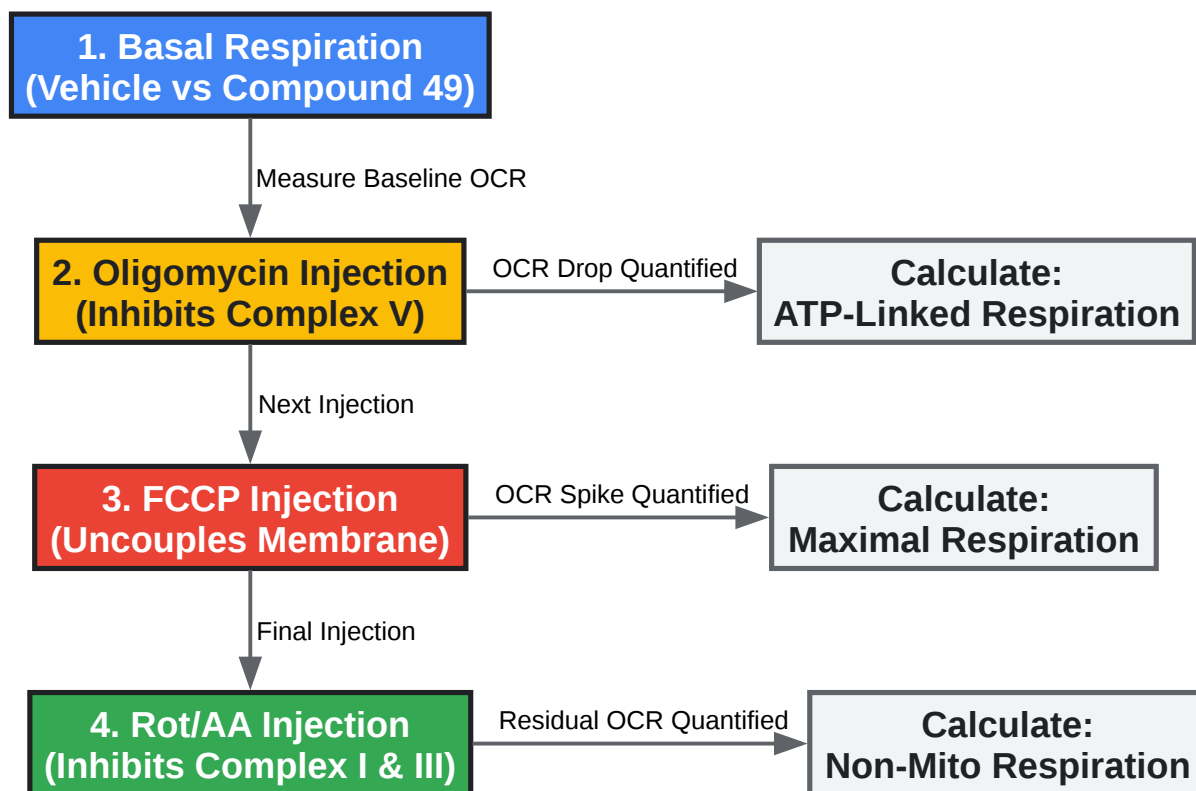 1. Basal Respiration
(Vehicle vs Compound 49)
Measure Baseline OCR
2. Oligomycin Injection
(Inhibits Complex V)
OCR Drop Quantified
Calculate:
ATP-Linked Respiration
Next Injection
3. FCCP Injection
(Uncouples Membrane)
OCR Spike Quantified
Calculate:
Maximal Respiration
Final Injection
4. Rot/AA Injection
(Inhibits Complex I & III)
Residual OCR Quantified
Calculate:
Non-Mito Respiration